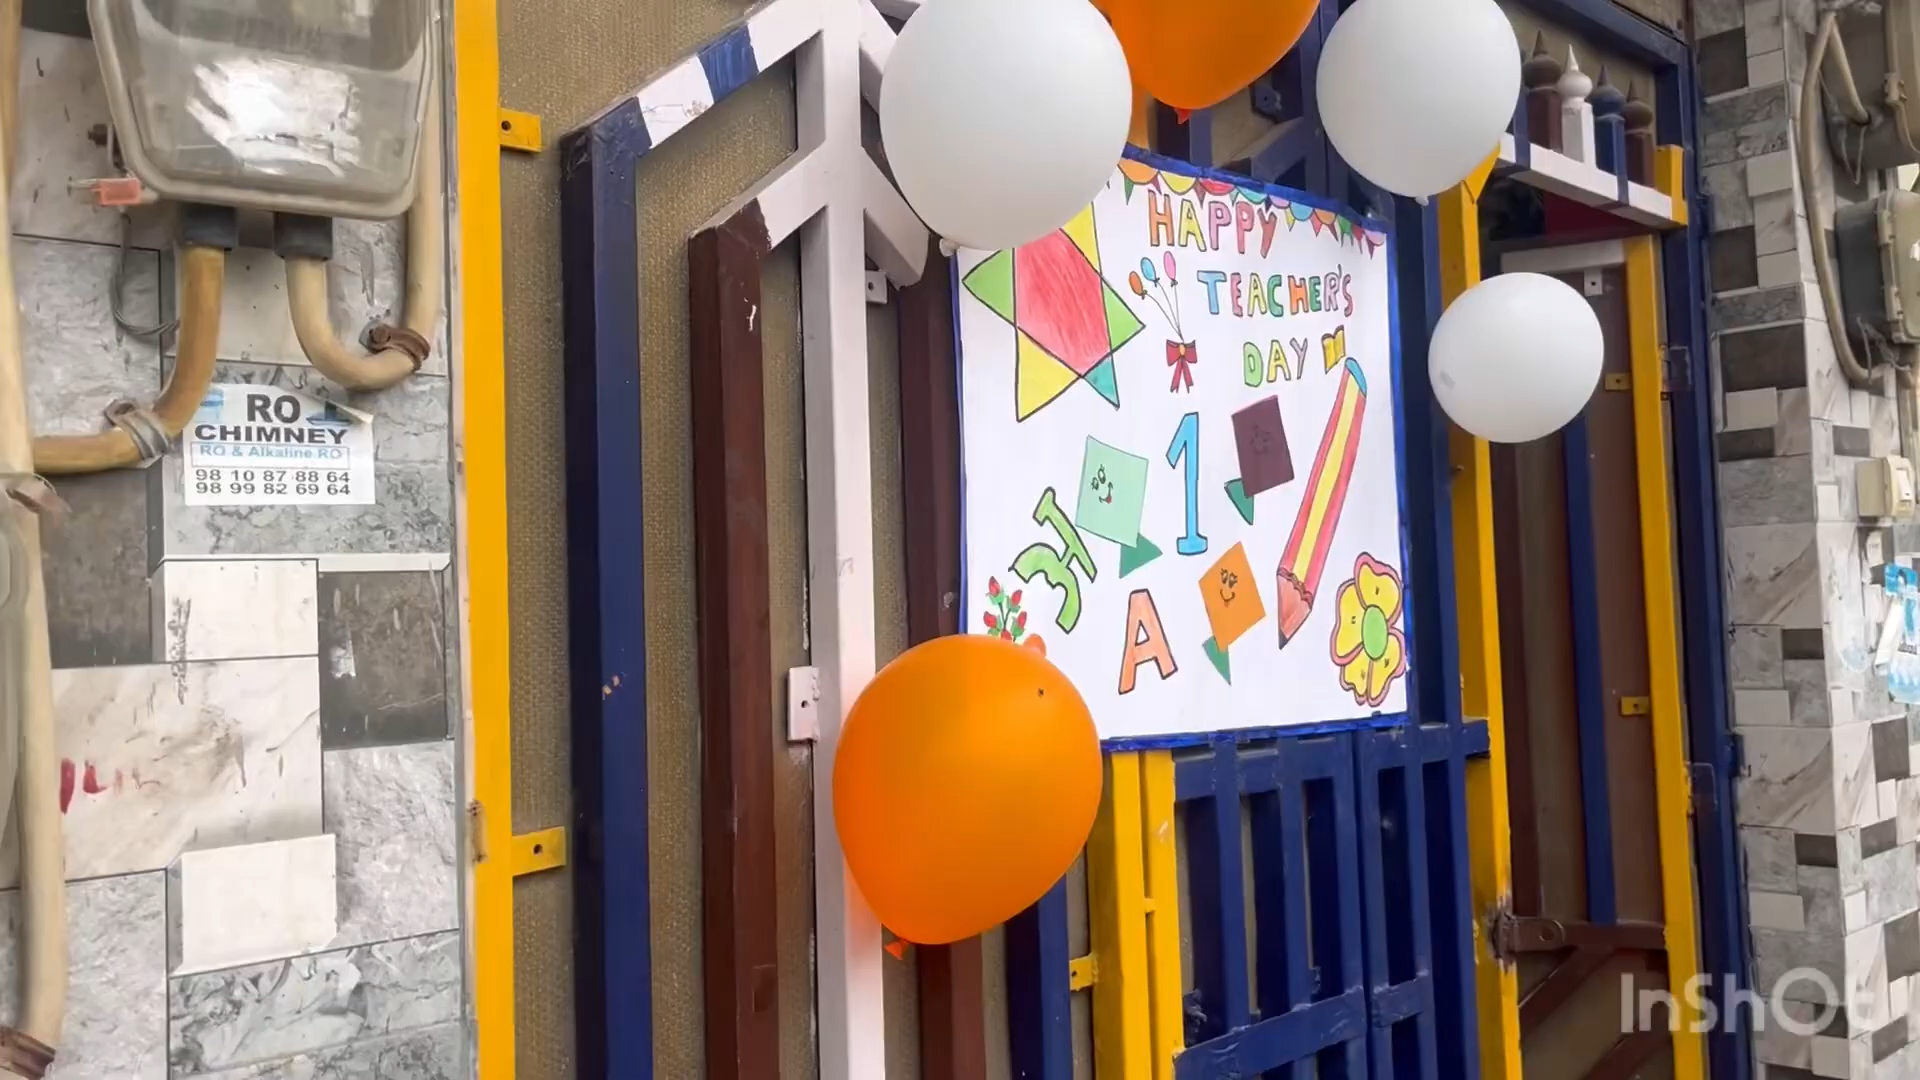 HAPPY
TEACHER'S
DAY
1
अ
A
RO
CHIMNEY
RO & Alkaline RO
98 10 87 88 64
98 99 82 69 64
InShOt